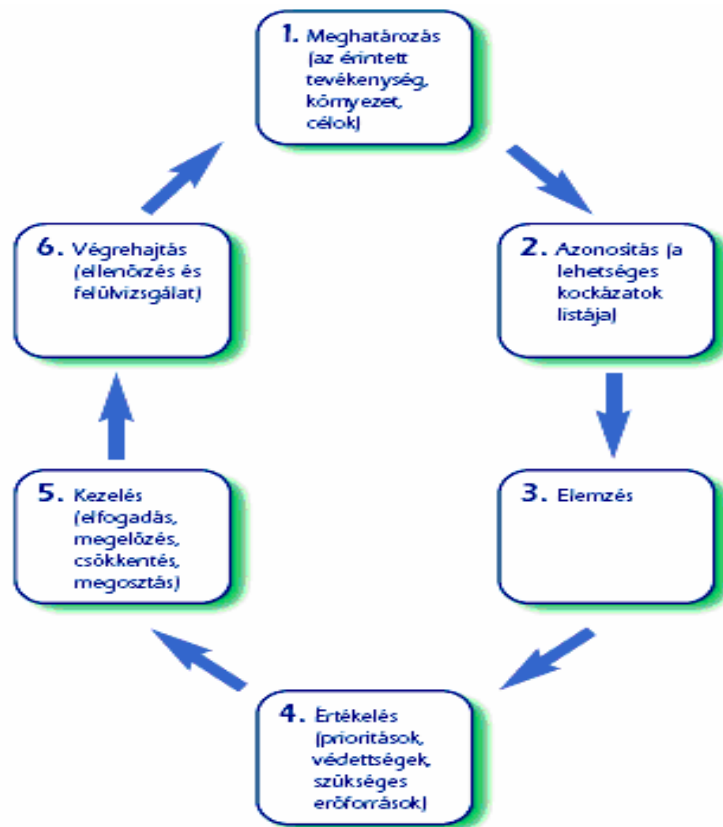 1. Meghatározás
(az érintett
tevékenység,
környezet,
célok)
2. Azonosítás (a
lehetséges
kockázatok
listája)
3. Elemzés
4. Értékelés
(prioritások,
védettségek,
szükséges
erőforrások)
5. Kezelés
(elfogadás,
megelőzés,
csökkentés,
megosztás)
6. Végrehajtás
(ellenőrzés és
felülvizsgálat)